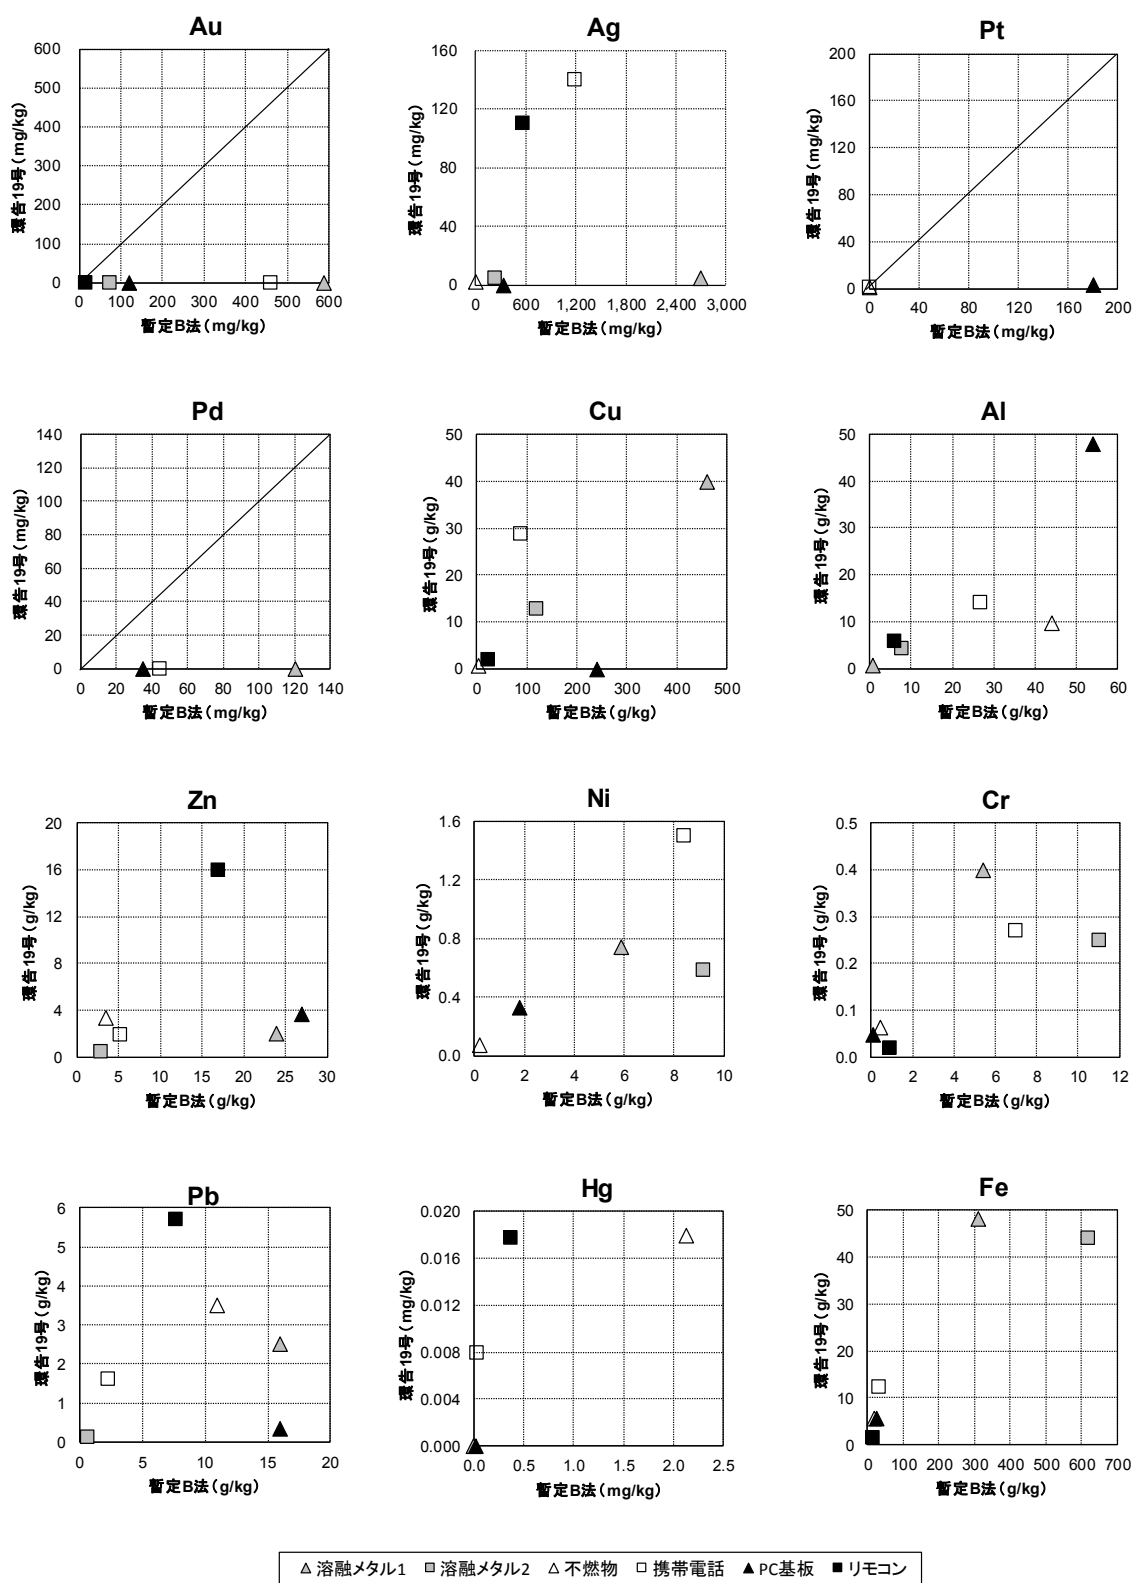 Au
600
500
400
300
200
100
0
0 100 200 300 400 500 600
環告19号（mg/kg）
暫定B法（mg/kg）
Ag
160
120
80
40
0
0 600 1,200 1,800 2,400 3,000
環告19号（mg/kg）
暫定B法（mg/kg）
Pt
200
160
120
80
40
0
0 40 80 120 160 200
環告19号（mg/kg）
暫定B法（mg/kg）
Pd
140
120
100
80
60
40
20
0
0 20 40 60 80 100 120 140
環告19号（mg/kg）
暫定B法（mg/kg）
Cu
50
40
30
20
10
0
0 100 200 300 400 500
環告19号（g/kg）
暫定B法（g/kg）
Al
50
40
30
20
10
0
0 10 20 30 40 50 60
環告19号（g/kg）
暫定B法（g/kg）
Zn
20
16
12
8
4
0
0 5 10 15 20 25 30
環告19号（g/kg）
暫定B法（g/kg）
Ni
1.6
1.2
0.8
0.4
0.0
0 2 4 6 8 10
環告19号（g/kg）
暫定B法（g/kg）
Cr
0.5
0.4
0.3
0.2
0.1
0.0
0 2 4 6 8 10 12
環告19号（g/kg）
暫定B法（g/kg）
Pb
6
5
4
3
2
1
0
0 5 10 15 20
環告19号（g/kg）
暫定B法（g/kg）
Hg
0.020
0.016
0.012
0.008
0.004
0.000
0.0 0.5 1.0 1.5 2.0 2.5
環告19号（mg/kg）
暫定B法（mg/kg）
Fe
50
40
30
20
10
0
0 100 200 300 400 500 600 700
環告19号（g/kg）
暫定B法（g/kg）
溶融メタル1 溶融メタル2 不燃物 携帯電話 PC基板 リモコン